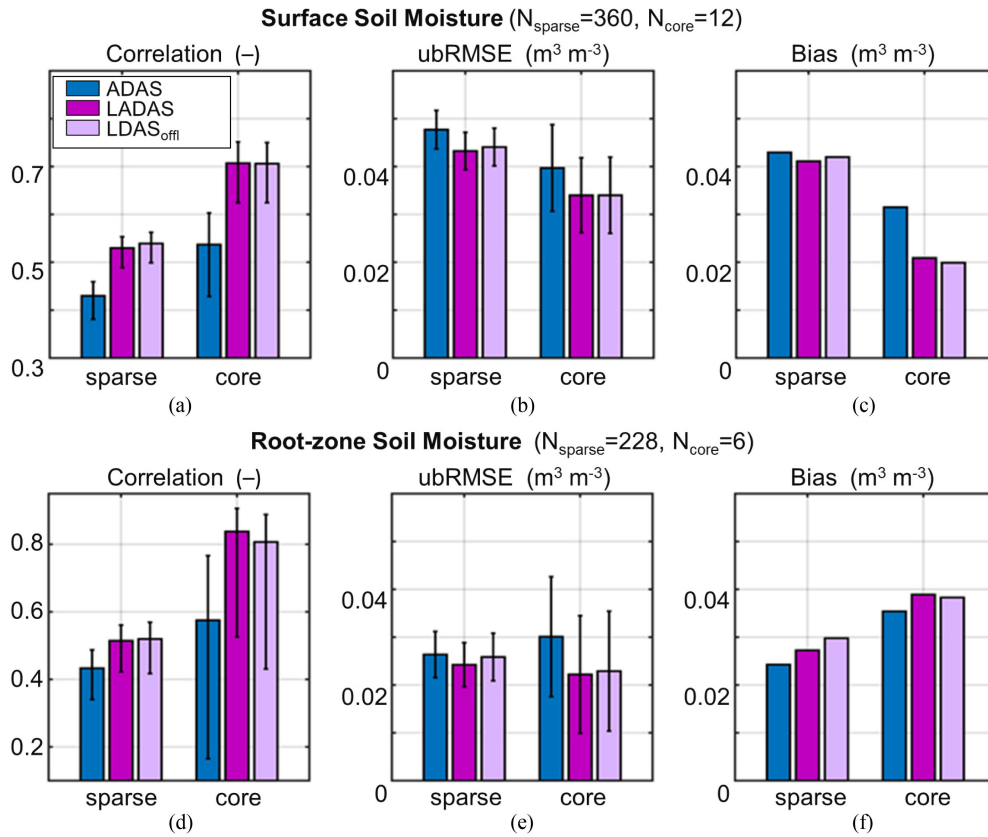 Surface Soil Moisture (Nsparse=360, Ncore=12)
Correlation (–)
ubRMSE (m³ m⁻³)
Bias (m³ m⁻³)
ADAS
LADAS
LDASoffl
0.7
0.5
0.3
0.04
0.02
0
0.04
0.02
0
sparse core
sparse core
sparse core
(a)
(b)
(c)
Root-zone Soil Moisture (Nsparse=228, Ncore=6)
Correlation (–)
ubRMSE (m³ m⁻³)
Bias (m³ m⁻³)
0.8
0.6
0.4
0.2
0.04
0.02
0
0.04
0.02
0
sparse core
sparse core
sparse core
(d)
(e)
(f)